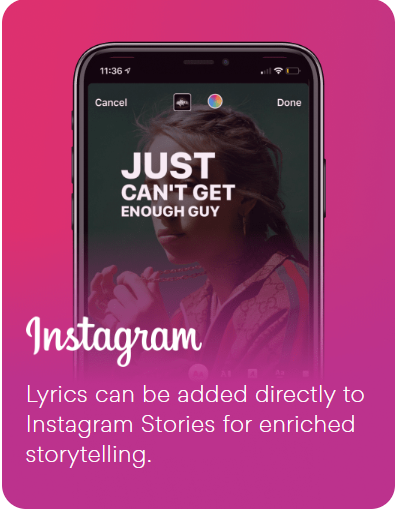 11:36
Cancel
Done
JUST
CAN'T GET
ENOUGH GUY
Instagram
Lyrics can be added directly to
Instagram Stories for enriched
storytelling.